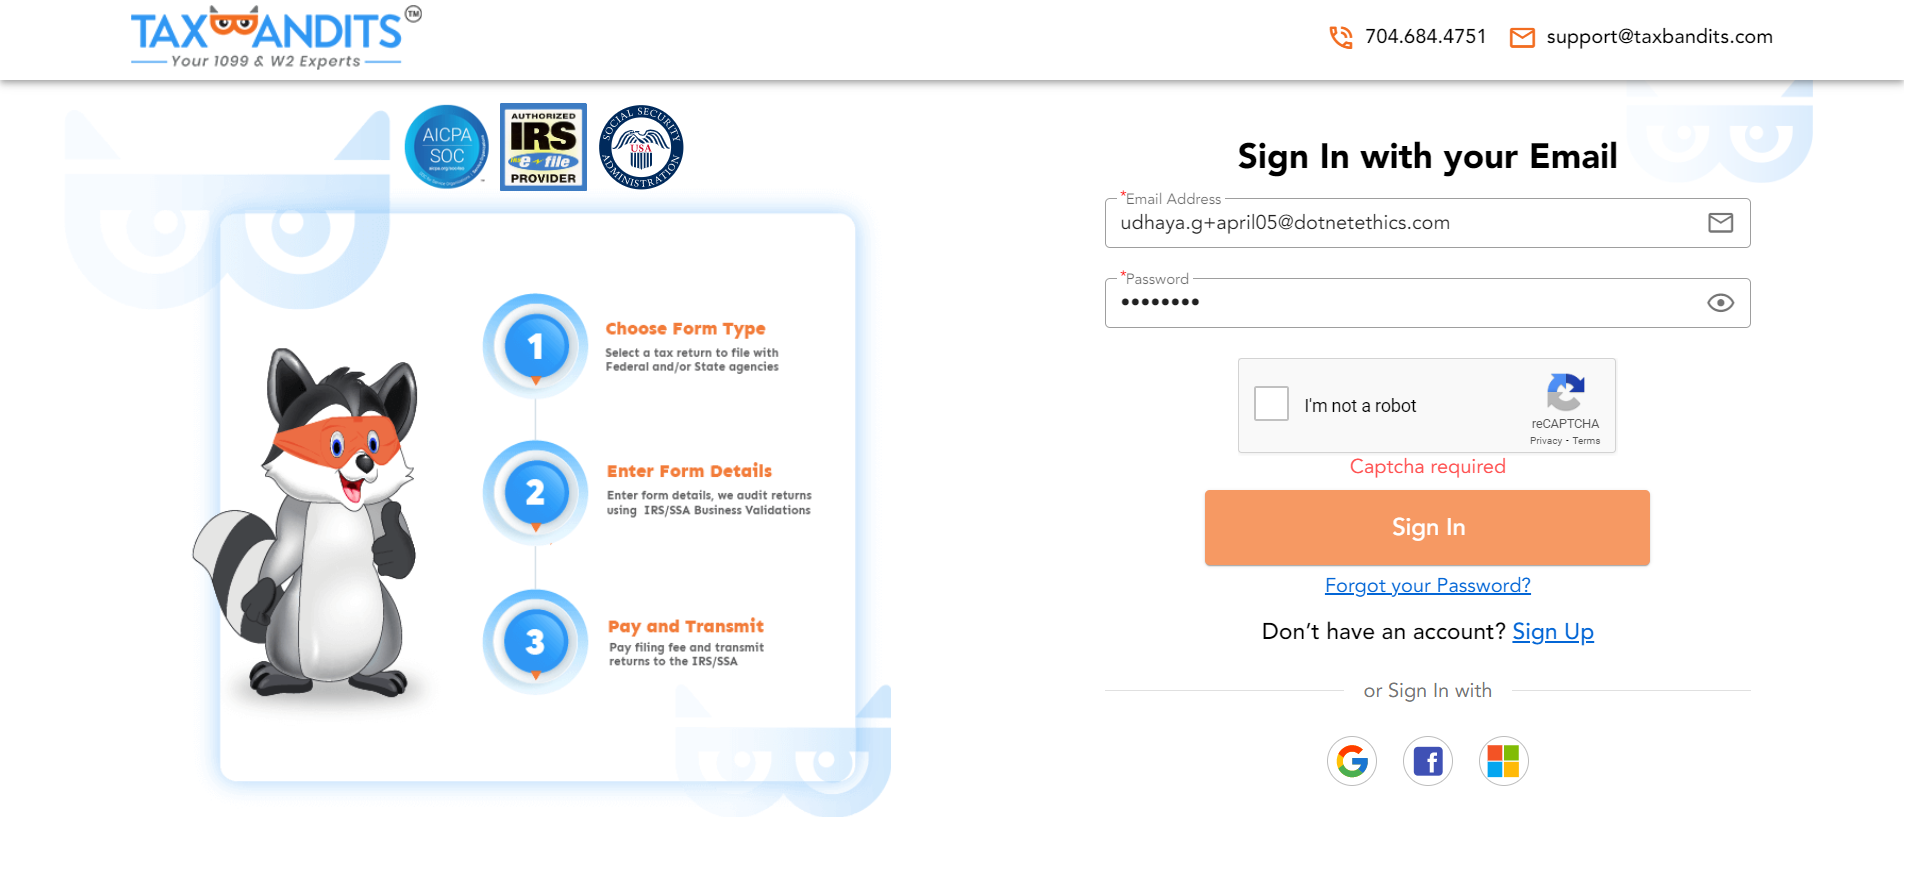 TAXBANDITS TM
Your 1099 & W2 Experts
704.684.4751
support@taxbandits.com
AICPA
SOC
AUTHORIZED
IRS
e file
PROVIDER
SOCIAL SECURITY
USA
ADMINISTRATION
1
Choose Form Type
Select a tax return to file with
Federal and/or State agencies
2
Enter Form Details
Enter form details, we audit returns
using IRS/SSA Business Validations
3
Pay and Transmit
Pay filing fee and transmit
returns to the IRS/SSA
Sign In with your Email
*Email Address
udhaya.g+april05@dotnetethics.com
*Password
••••••••
I'm not a robot
reCAPTCHA
Privacy - Terms
Captcha required
Sign In
Forgot your Password?
Don’t have an account? Sign Up
or Sign In with